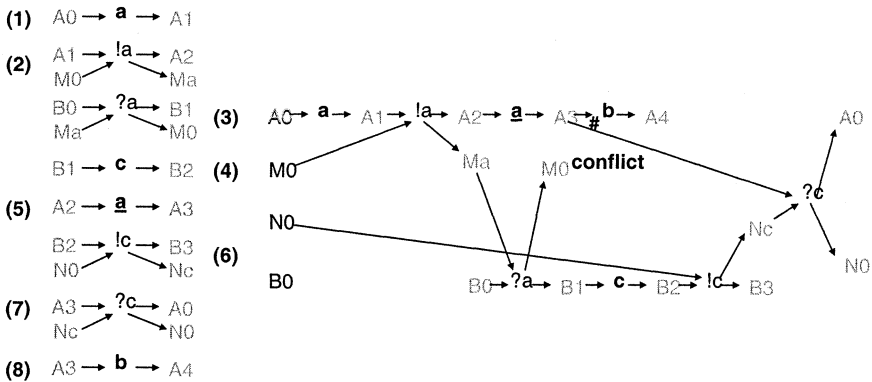 (1) A0 → a → A1
(2) A1 → !a → A2
M0 Ma
B0 → ?a → B1
Ma M0
B1 → c → B2
(5) A2 → a → A3
B2 → !c → B3
N0 Nc
(7) A3 → ?c → A0
Nc N0
(8) A3 → b → A4
(3) A0 → a → A1 → !a → A2 → a → A3 → b → A4 A0
#
(4) M0 Ma M0 conflict
?c
N0 Nc
(6) N0
B0 B0 → ?a → B1 → c → B2 → !c → B3